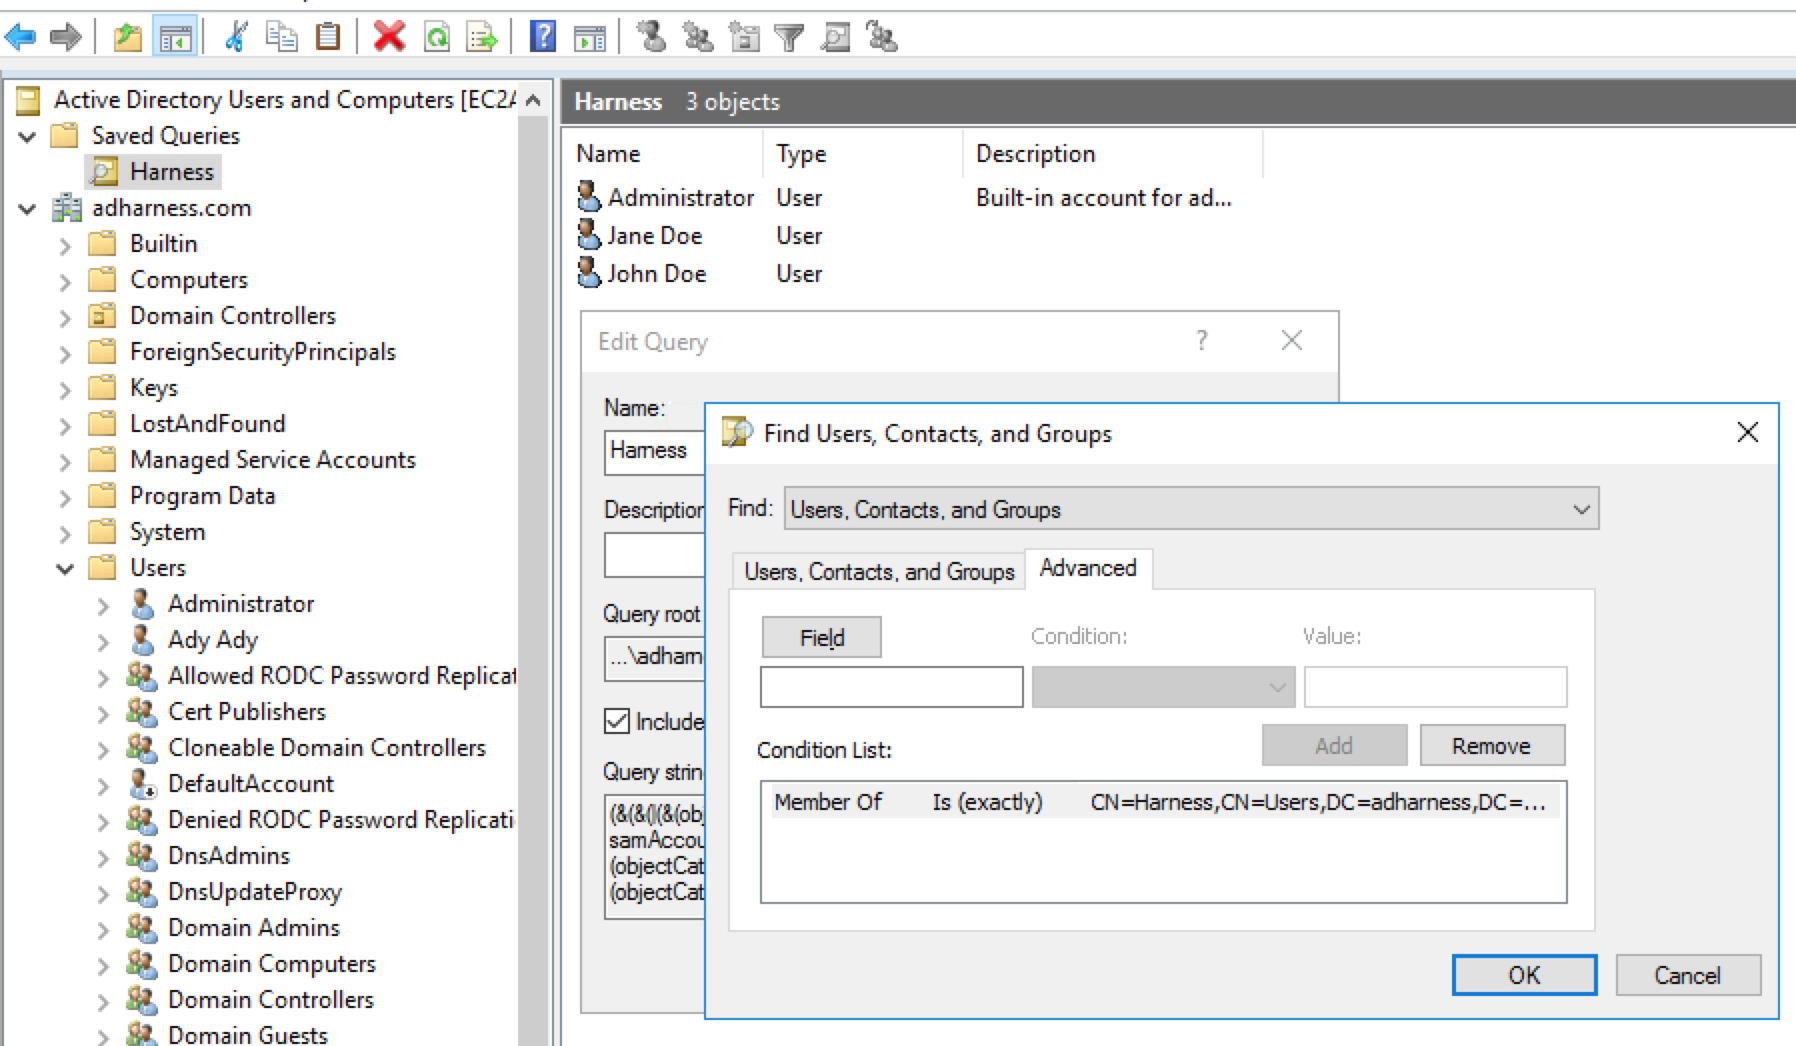 Active Directory Users and Computers [EC2A
Saved Queries
Harness
adharness.com
Builtin
Computers
Domain Controllers
ForeignSecurityPrincipals
Keys
LostAndFound
Managed Service Accounts
Program Data
System
Users
Administrator
Ady Ady
Allowed RODC Password Replicat
Cert Publishers
Cloneable Domain Controllers
DefaultAccount
Denied RODC Password Replicati
DnsAdmins
DnsUpdateProxy
Domain Admins
Domain Computers
Domain Controllers
Domain Guests
Harness 3 objects
Name Type Description
Administrator User Built-in account for ad...
Jane Doe User
John Doe User
Edit Query ?
Name:
Harness
Description
Query root
...\adharn
Include
Query strin
(&(&(|(&(obj
samAccou
(objectCat
(objectCat
Find Users, Contacts, and Groups
Find: Users, Contacts, and Groups
Users, Contacts, and Groups Advanced
Field Condition: Value:
Add Remove
Condition List:
Member Of Is (exactly) CN=Harness,CN=Users,DC=adharness,DC=...
OK Cancel